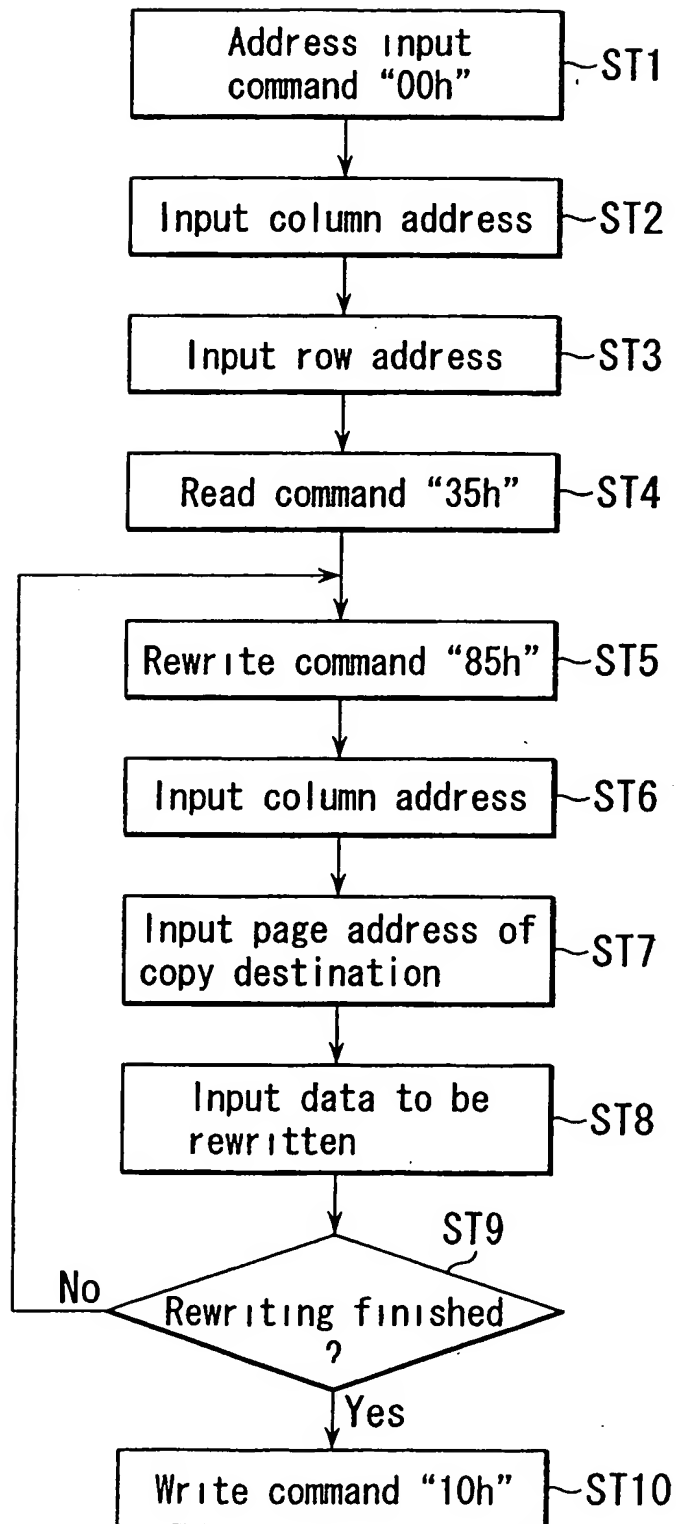 Address input
command “00h”
ST1
Input column address
ST2
Input row address
ST3
Read command “35h”
ST4
Rewrite command “85h”
ST5
Input column address
ST6
Input page address of
copy destination
ST7
Input data to be
rewritten
ST8
ST9
No
Rewriting finished
?
Yes
Write command “10h”
ST10